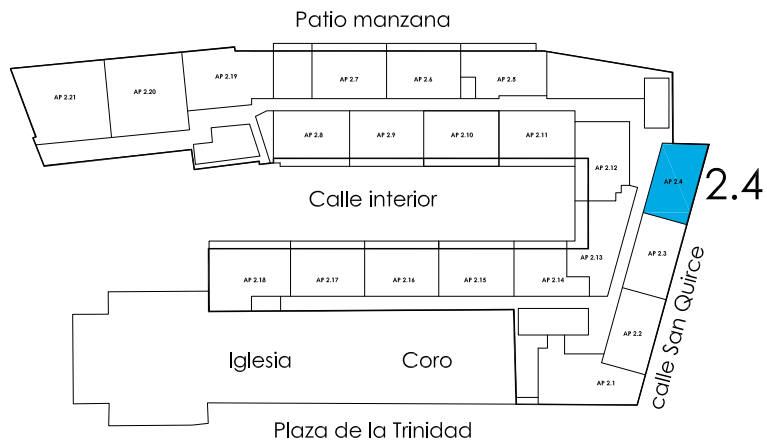 Patio manzana
AP 2.21
AP 2.20
AP 2.19
AP 2.7
AP 2.6
AP 2.5
AP 2.8
AP 2.9
AP 2.10
AP 2.11
AP 2.12
AP 2.4
2.4
Calle interior
AP 2.3
AP 2.13
AP 2.18
AP 2.17
AP 2.16
AP 2.15
AP 2.14
calle San Quirce
AP 2.2
Iglesia
Coro
AP 2.1
Plaza de la Trinidad